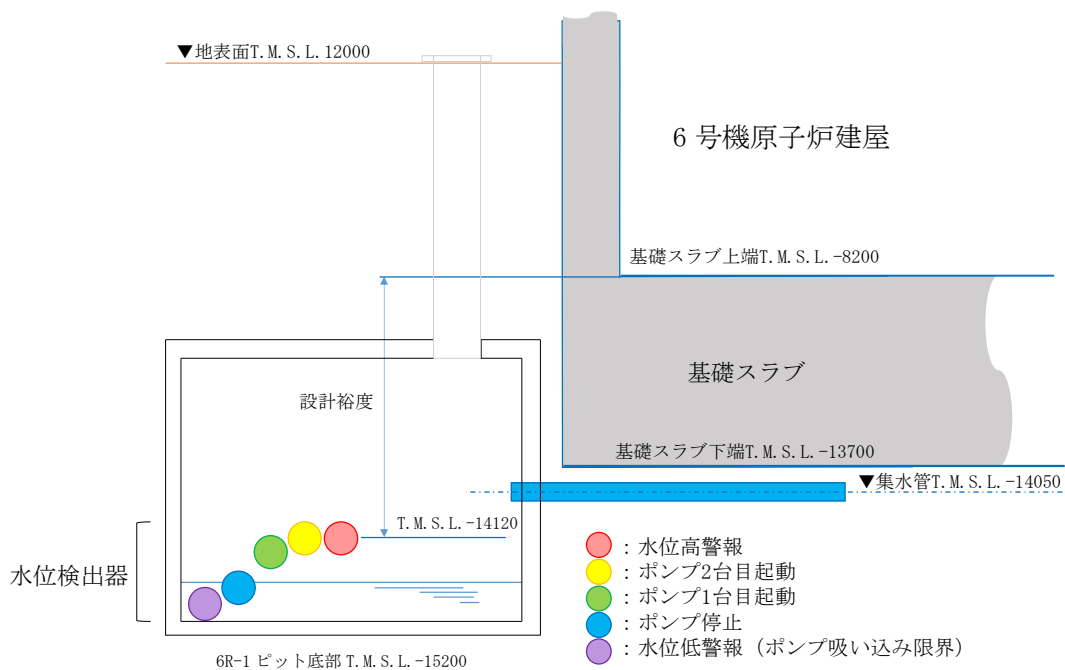 ▼地表面T.M.S.L.12000
6 号機原子炉建屋
基礎スラブ上端T.M.S.L.-8200
基礎スラブ
設計裕度
基礎スラブ下端T.M.S.L.-13700
▼集水管T.M.S.L.-14050
T.M.S.L.-14120
水位検出器
：水位高警報
：ポンプ2台目起動
：ポンプ1台目起動
：ポンプ停止
：水位低警報（ポンプ吸い込み限界）
6R-1 ピット底部 T.M.S.L.-15200